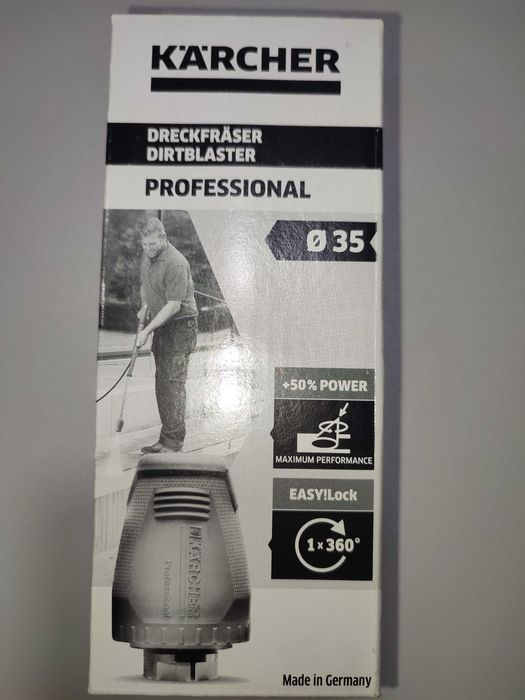 KÄRCHER
DRECKFRÄSER
DIRTBLASTER
PROFESSIONAL
Ø 35
+50% POWER
MAXIMUM PERFORMANCE
EASY!Lock
1 x 360°
KÄRCHER
Professional
Made in Germany